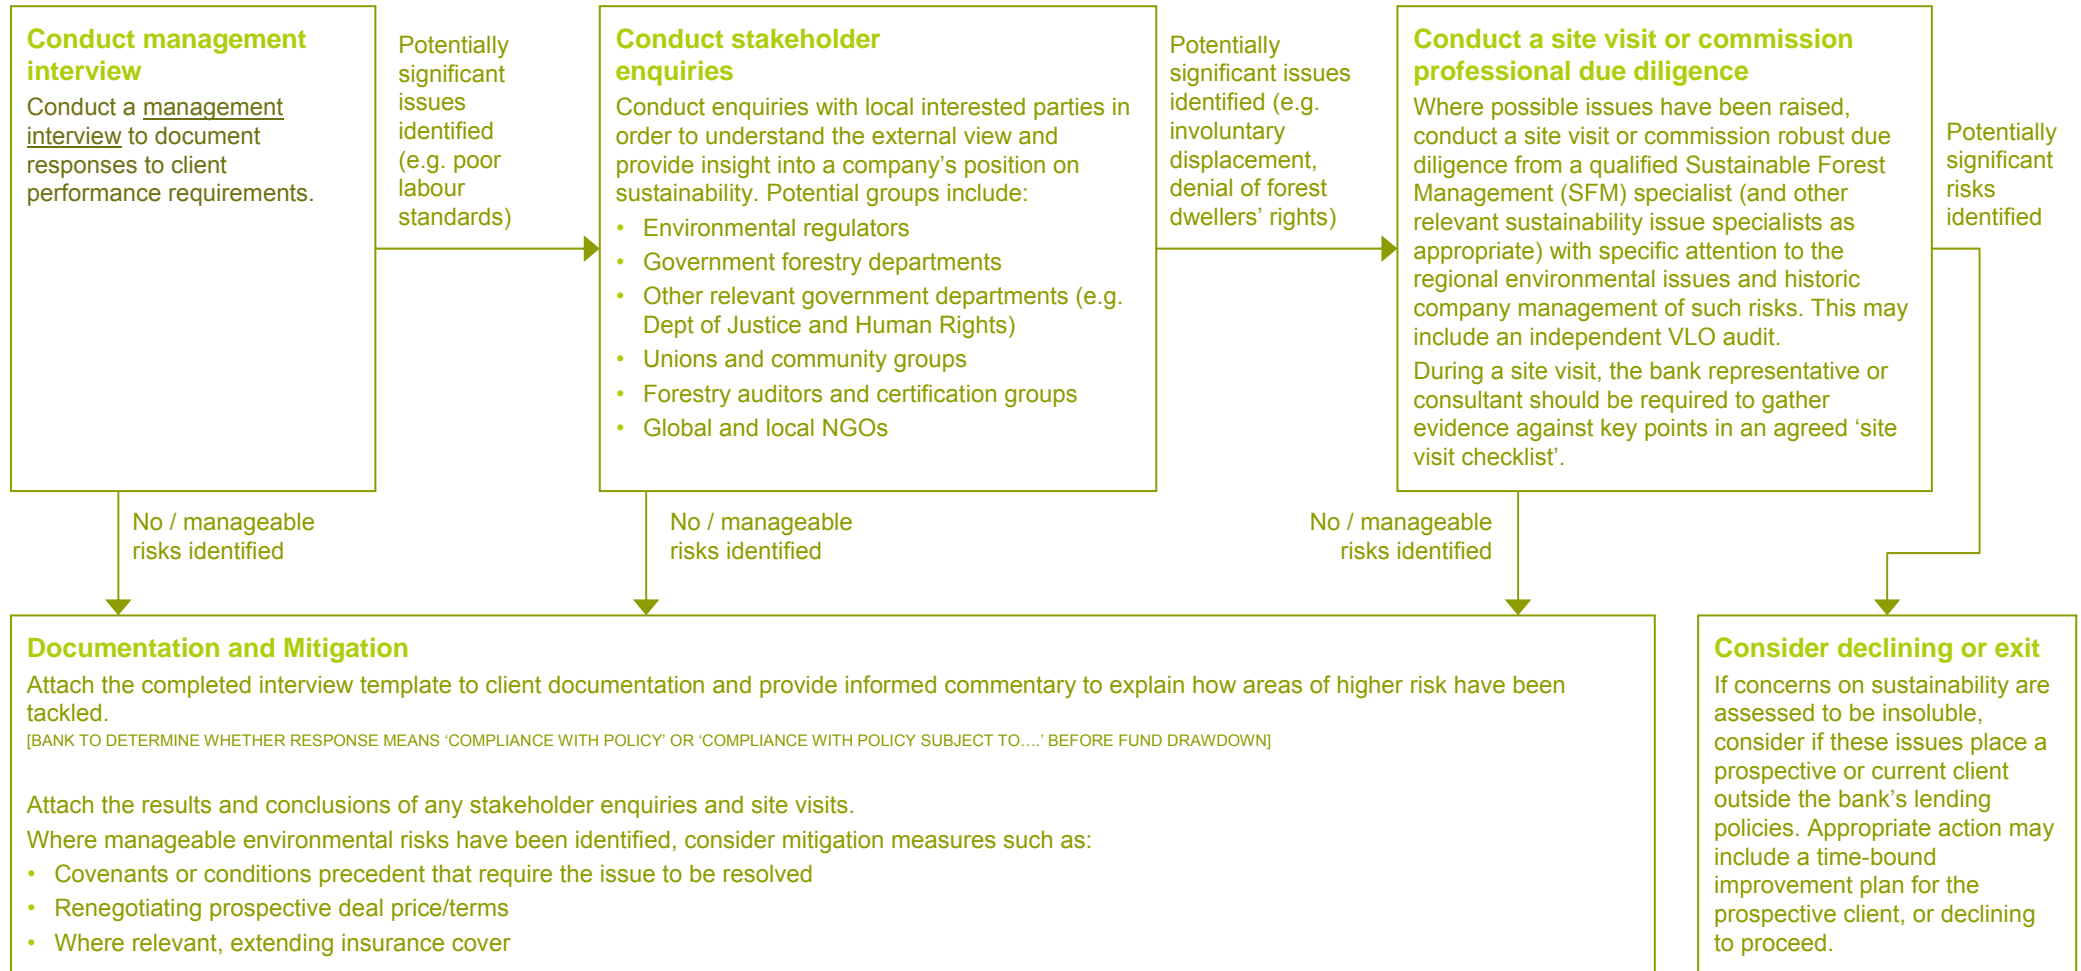 Conduct management
interview
Conduct a management
interview to document
responses to client
performance requirements.
Potentially
significant
issues
identified
(e.g. poor
labour
standards)
Conduct stakeholder
enquiries
Conduct enquiries with local interested parties in
order to understand the external view and
provide insight into a company’s position on
sustainability. Potential groups include:
• Environmental regulators
• Government forestry departments
• Other relevant government departments (e.g.
Dept of Justice and Human Rights)
• Unions and community groups
• Forestry auditors and certification groups
• Global and local NGOs
Potentially
significant issues
identified (e.g.
involuntary
displacement,
denial of forest
dwellers’ rights)
Conduct a site visit or commission
professional due diligence
Where possible issues have been raised,
conduct a site visit or commission robust due
diligence from a qualified Sustainable Forest
Management (SFM) specialist (and other
relevant sustainability issue specialists as
appropriate) with specific attention to the
regional environmental issues and historic
company management of such risks. This may
include an independent VLO audit.
During a site visit, the bank representative or
consultant should be required to gather
evidence against key points in an agreed ‘site
visit checklist’.
Potentially
significant
risks
identified
No / manageable
risks identified
No / manageable
risks identified
No / manageable
risks identified
Documentation and Mitigation
Attach the completed interview template to client documentation and provide informed commentary to explain how areas of higher risk have been
tackled.
[BANK TO DETERMINE WHETHER RESPONSE MEANS ‘COMPLIANCE WITH POLICY’ OR ‘COMPLIANCE WITH POLICY SUBJECT TO….’ BEFORE FUND DRAWDOWN]
Attach the results and conclusions of any stakeholder enquiries and site visits.
Where manageable environmental risks have been identified, consider mitigation measures such as:
• Covenants or conditions precedent that require the issue to be resolved
• Renegotiating prospective deal price/terms
• Where relevant, extending insurance cover
Consider declining or exit
If concerns on sustainability are
assessed to be insoluble,
consider if these issues place a
prospective or current client
outside the bank’s lending
policies. Appropriate action may
include a time-bound
improvement plan for the
prospective client, or declining
to proceed.